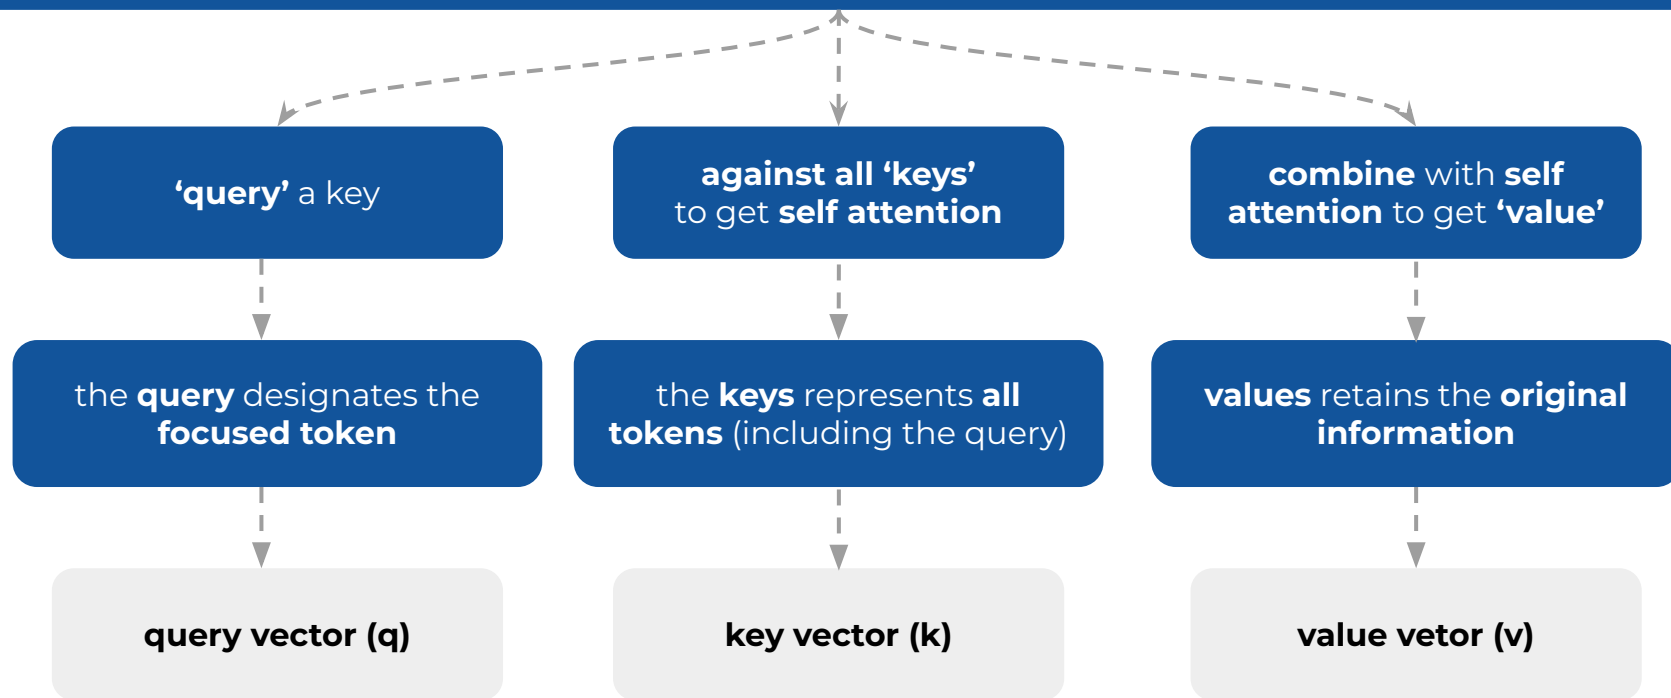 ‘query’ a key
against all ‘keys’
to get self attention
combine with self
attention to get ‘value’
the query designates the
focused token
the keys represents all
tokens (including the query)
values retains the original
information
query vector (q)
key vector (k)
value vetor (v)